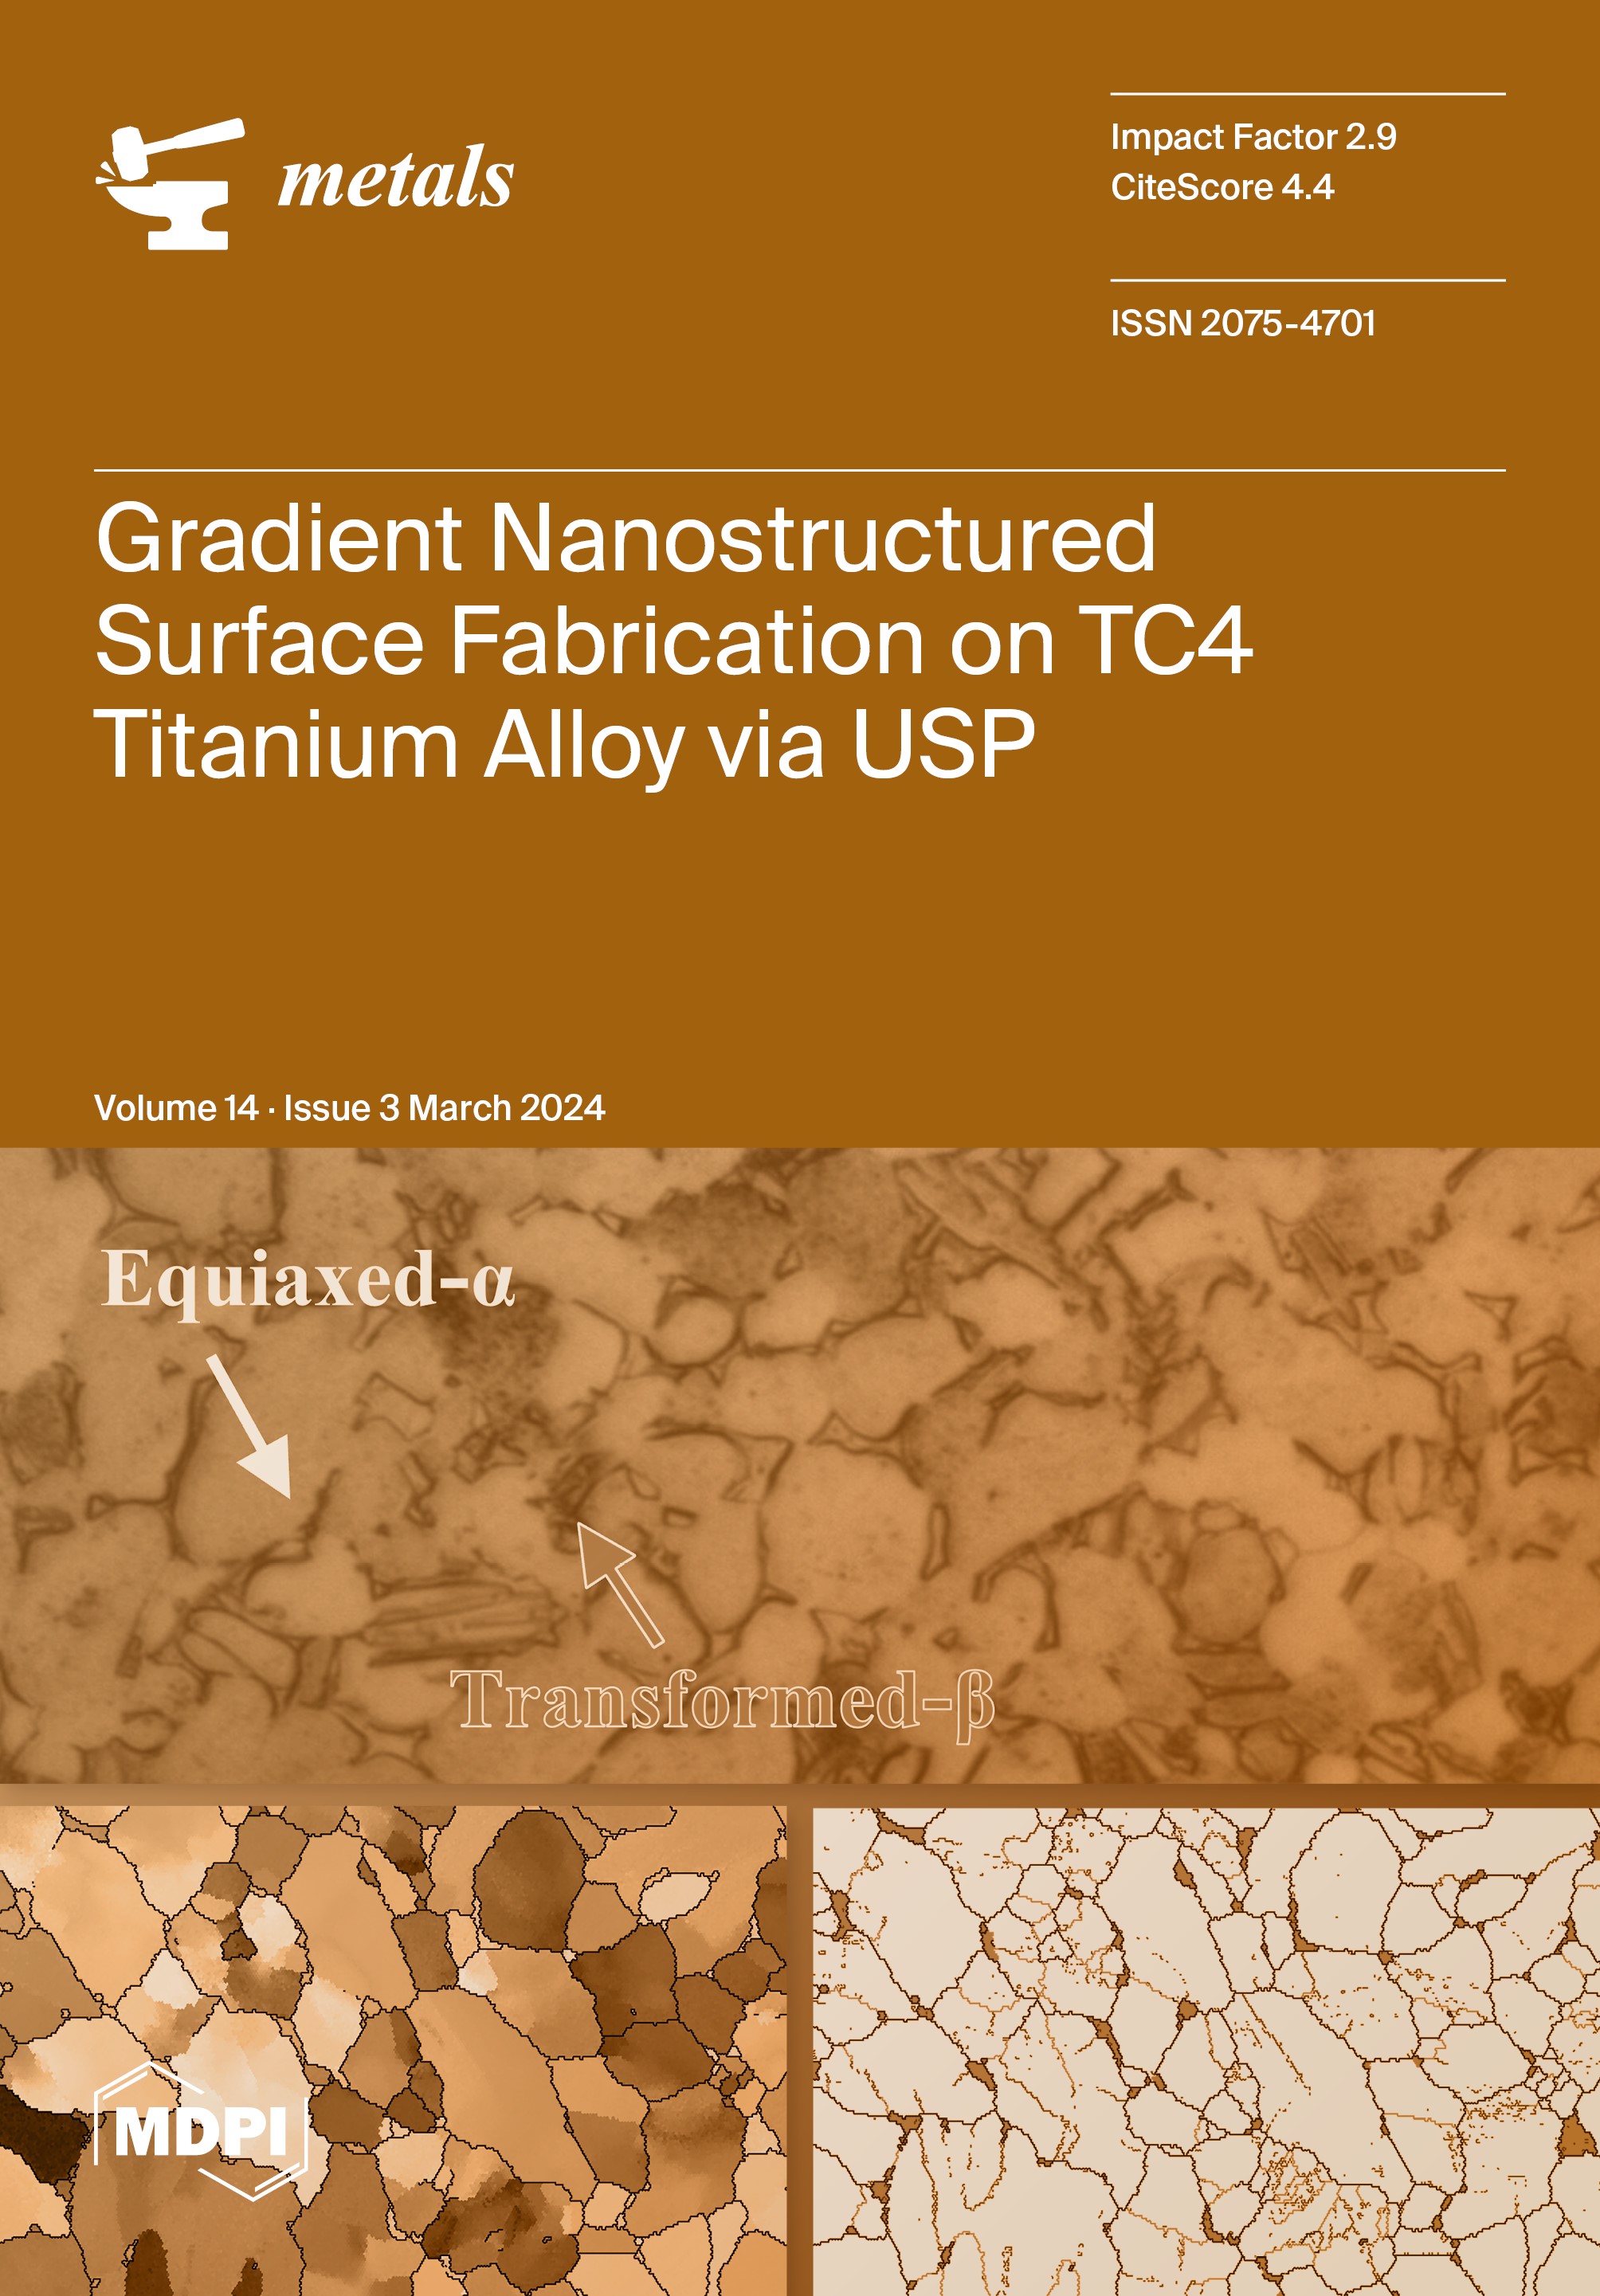 metals
Impact Factor 2.9
CiteScore 4.4
ISSN 2075-4701
Gradient Nanostructured
Surface Fabrication on TC4
Titanium Alloy via USP
Volume 14 · Issue 3 March 2024
Equiaxed-α
Transformed-β
MDPI